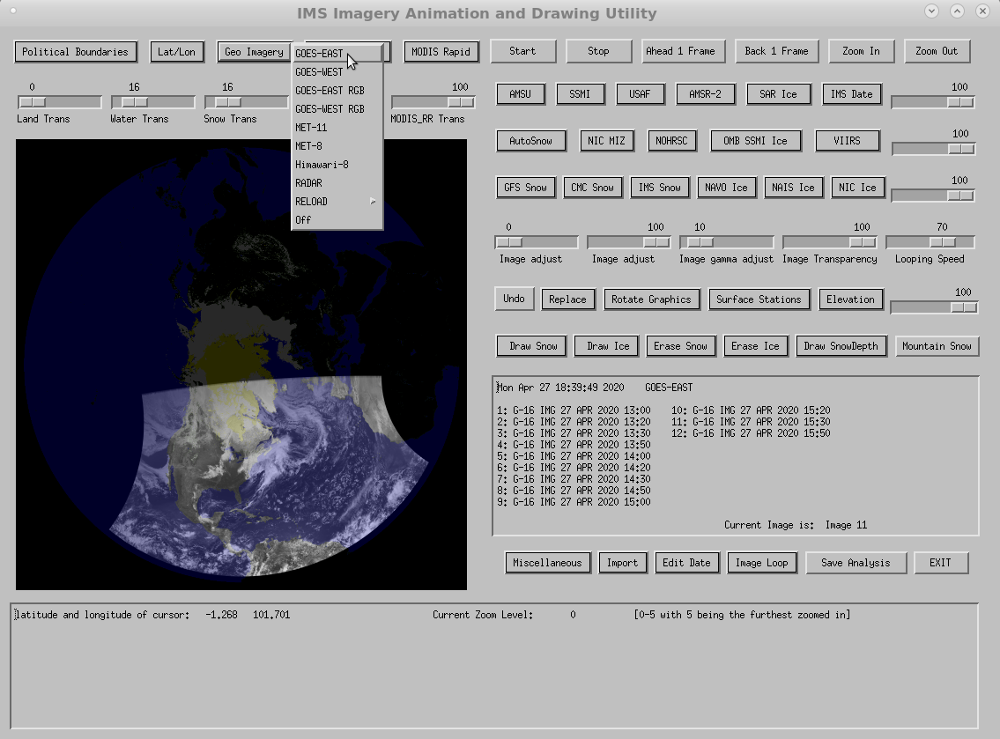 IMS Imagery Animation and Drawing Utility
Political Boundaries Lat/Lon Geo Imagery MODIS Rapid Start Stop Ahead 1 Frame Back 1 Frame Zoom In Zoom Out
GOES-EAST
GOES-WEST
GOES-EAST RGB
GOES-WEST RGB
MET-11
MET-8
Himawari-8
RADAR
RELOAD
Off
0 16 16 100
Land Trans Water Trans Snow Trans MODIS_RR Trans
AMSU SSMI USAF AMSR-2 SAR Ice IMS Date 100
AutoSnow NIC MIZ NOHRSC OMB SSMI Ice VIIRS 100
GFS Snow CMC Snow IMS Snow NAVO Ice NAIS Ice NIC Ice 100
0 100 10 100 70
Image adjust Image adjust Image gamma adjust Image Transparency Looping Speed
Undo Replace Rotate Graphics Surface Stations Elevation 100
Draw Snow Draw Ice Erase Snow Erase Ice Draw SnowDepth Mountain Snow
Mon Apr 27 18:39:49 2020 GOES-EAST
1: G-16 IMG 27 APR 2020 13:00 10: G-16 IMG 27 APR 2020 15:20
2: G-16 IMG 27 APR 2020 13:20 11: G-16 IMG 27 APR 2020 15:30
3: G-16 IMG 27 APR 2020 13:30 12: G-16 IMG 27 APR 2020 15:50
4: G-16 IMG 27 APR 2020 13:50
5: G-16 IMG 27 APR 2020 14:00
6: G-16 IMG 27 APR 2020 14:20
7: G-16 IMG 27 APR 2020 14:30
8: G-16 IMG 27 APR 2020 14:50
9: G-16 IMG 27 APR 2020 15:00
Current Image is: Image 11
Miscellaneous Import Edit Date Image Loop Save Analysis EXIT
latitude and longitude of cursor: -1.268 101.701 Current Zoom Level: 0 [0-5 with 5 being the furthest zoomed in]